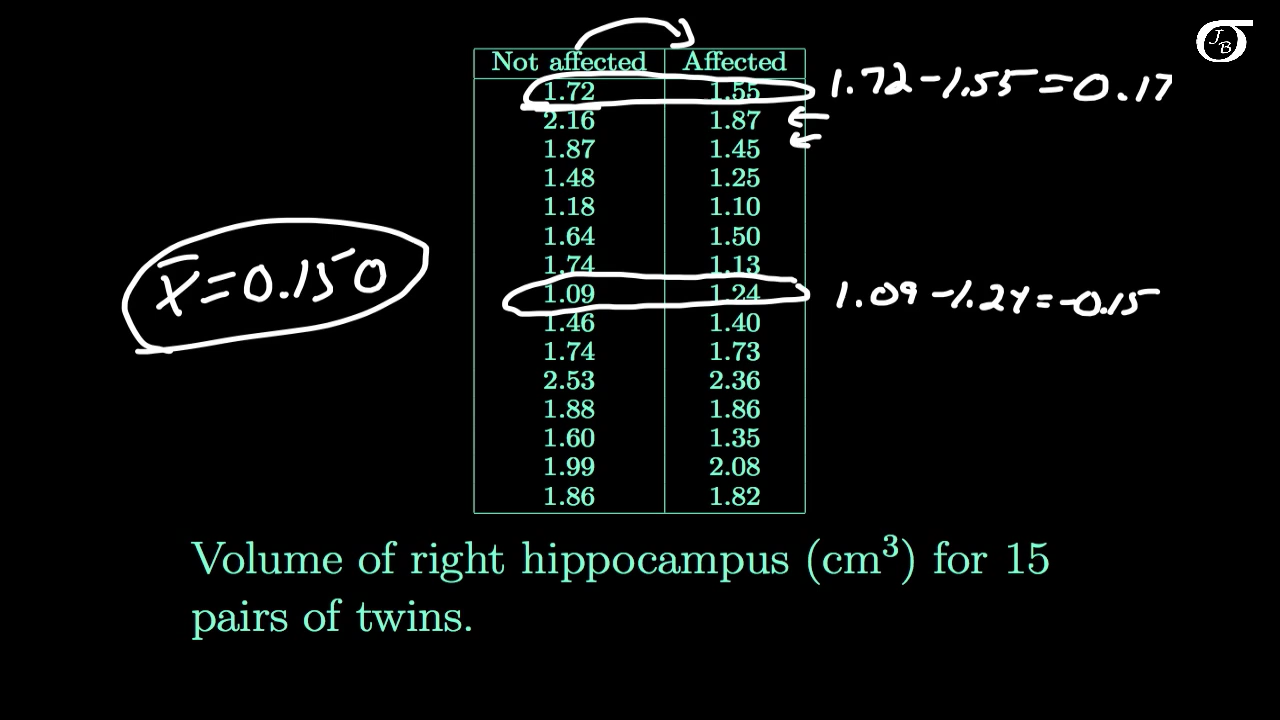 JB
Not affected Affected
1.72 1.55 1.72-1.55=0.17
2.16 1.87
1.87 1.45
1.48 1.25
1.18 1.10
1.64 1.50
1.74 1.13
x̄=0.150
1.09 1.24 1.09-1.24=-0.15
1.46 1.40
1.74 1.73
2.53 2.36
1.88 1.86
1.60 1.35
1.99 2.08
1.86 1.82
Volume of right hippocampus (cm³) for 15
pairs of twins.